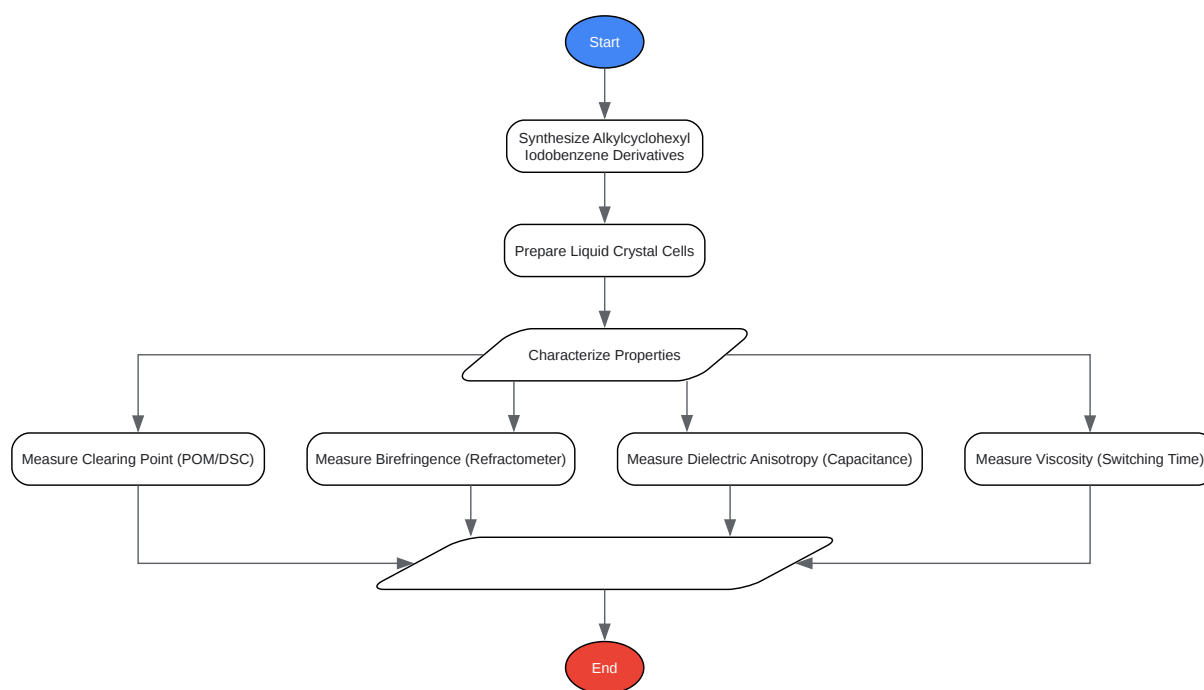 Start
Synthesize Alkylcyclohexyl
Iodobenzene Derivatives
Prepare Liquid Crystal Cells
Characterize Properties
Measure Clearing Point (POM/DSC)
Measure Birefringence (Refractometer)
Measure Dielectric Anisotropy (Capacitance)
Measure Viscosity (Switching Time)
End